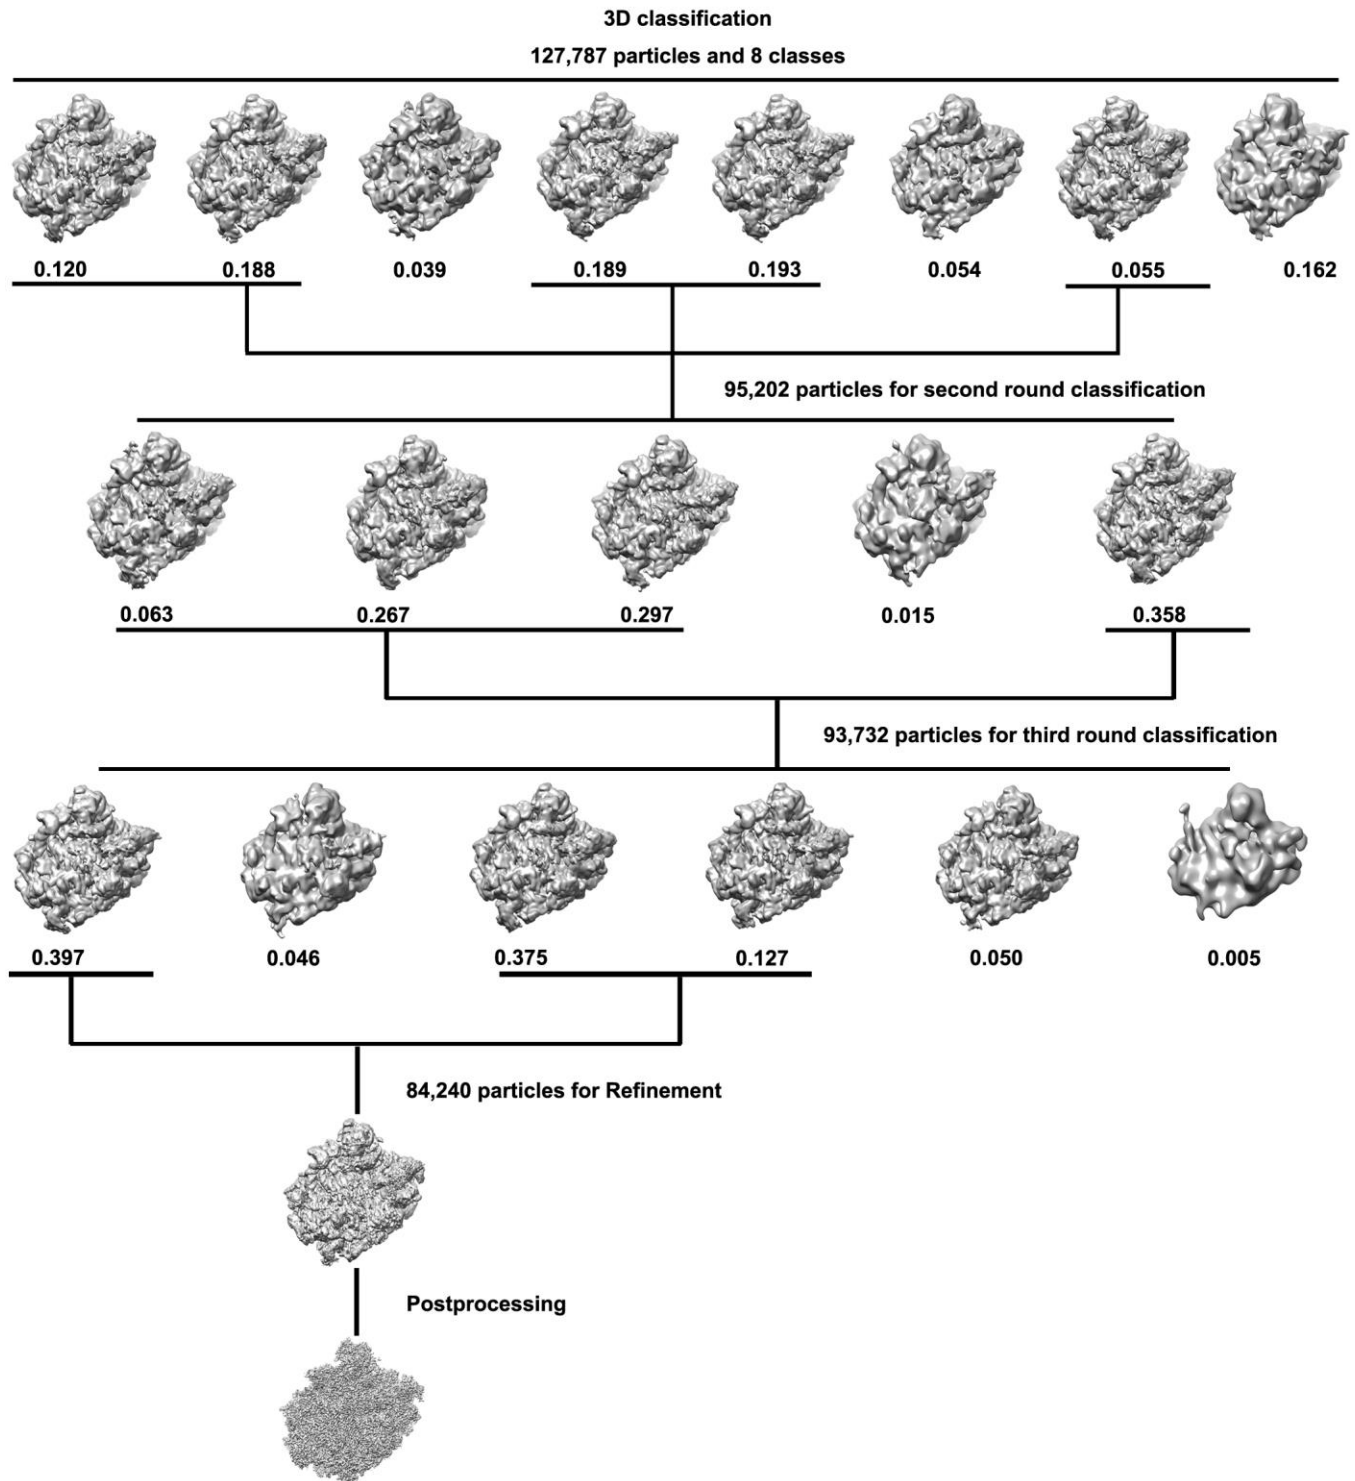 3D classification
127,787 particles and 8 classes
0.120 0.188 0.039 0.189 0.193 0.054 0.055 0.162
95,202 particles for second round classification
0.063 0.267 0.297 0.015 0.358
93,732 particles for third round classification
0.397 0.046 0.375 0.127 0.050 0.005
84,240 particles for Refinement
Postprocessing